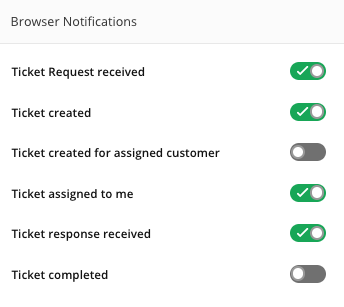 Browser Notifications
Ticket Request received
Ticket created
Ticket created for assigned customer
Ticket assigned to me
Ticket response received
Ticket completed